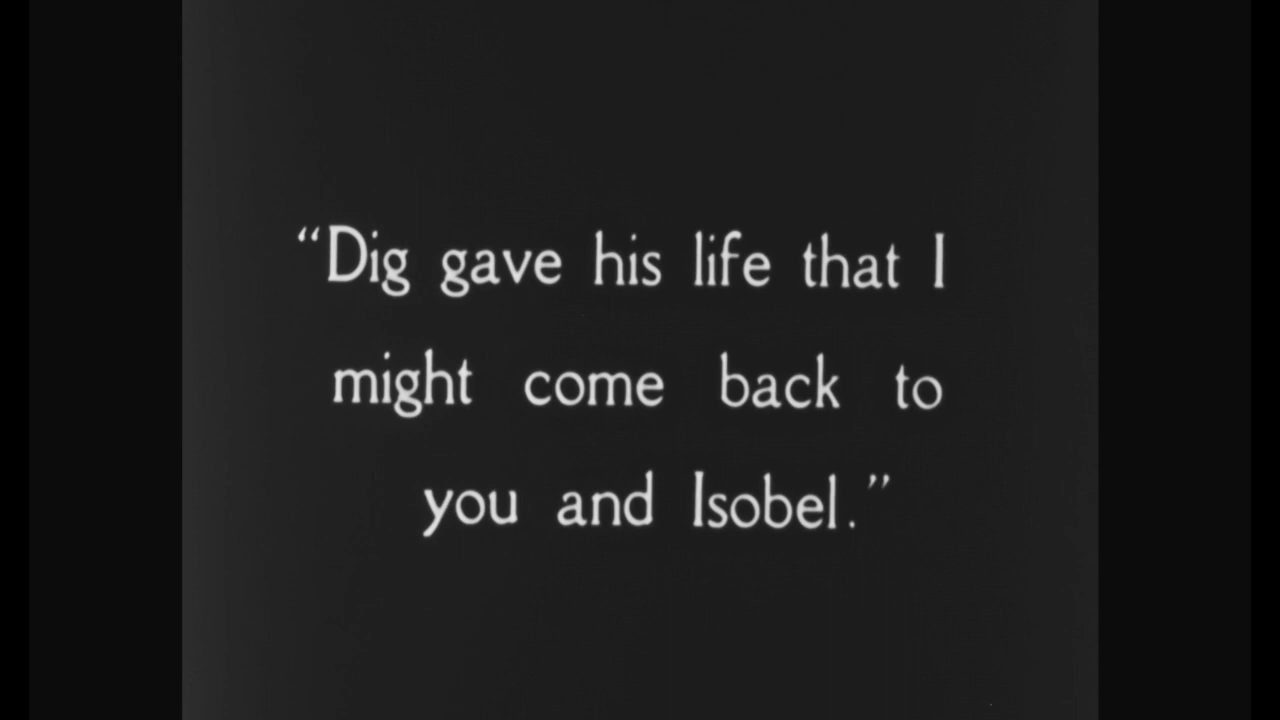 “Dig gave his life that I
might come back to
you and Isobel.”